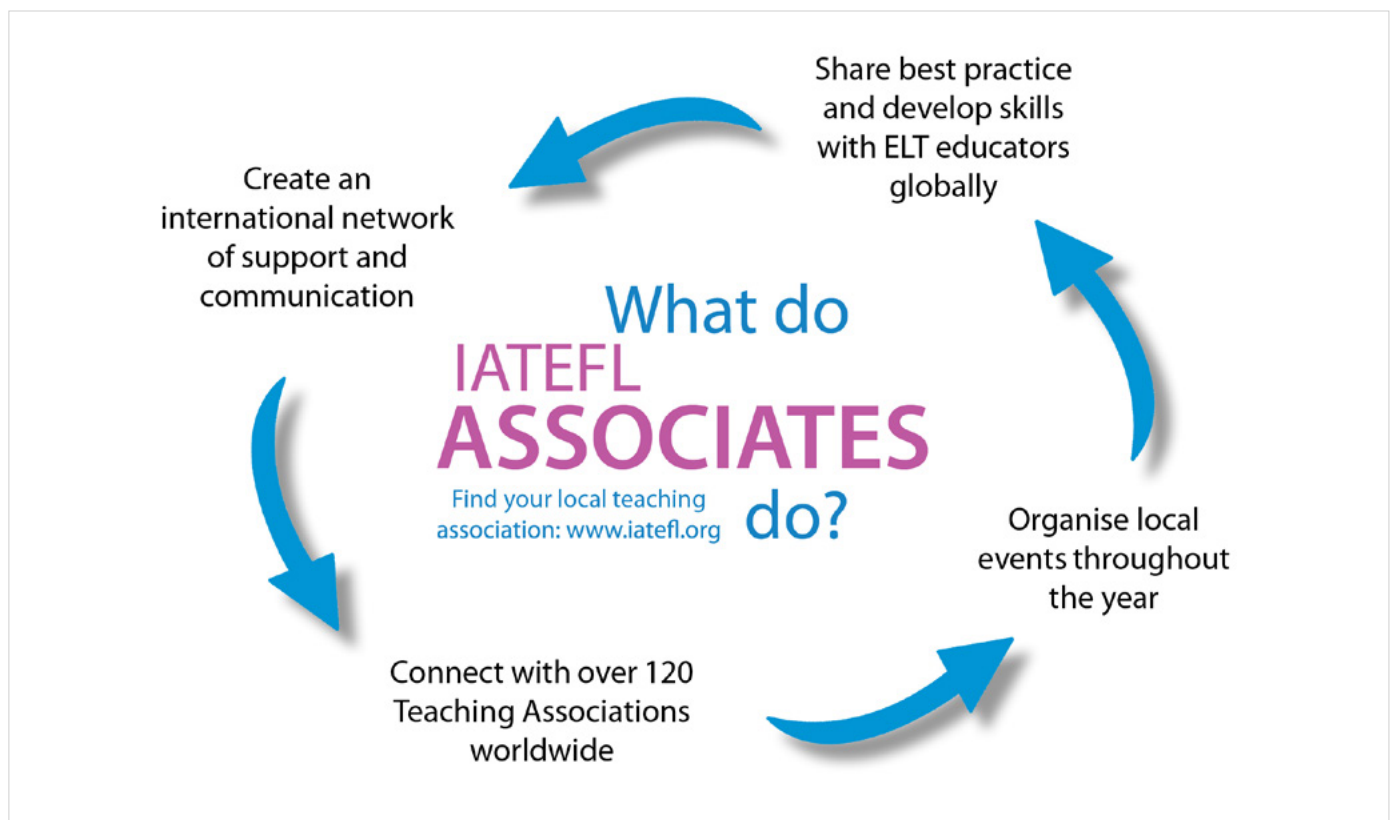 Share best practice
and develop skills
with ELT educators
globally
Create an
international network
of support and
communication
What do
IATEFL
ASSOCIATES
Find your local teaching
association: www.iatefl.org
do?
Organise local
events throughout
the year
Connect with over 120
Teaching Associations
worldwide